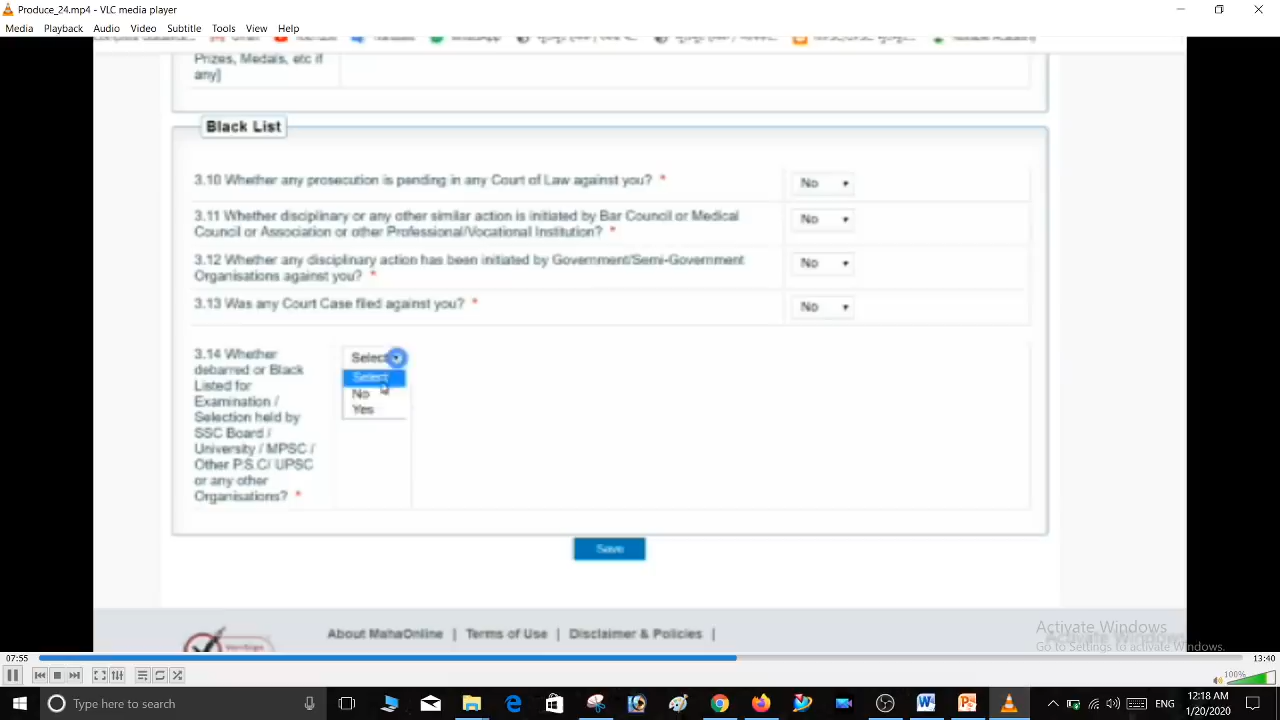 Produce_24.mp4 - VLC media player
Media Playback Audio Video Subtitle Tools View Help
Prizes, Medals, etc if
any]
Black List
3.10 Whether any prosecution is pending in any Court of Law against you? * No
3.11 Whether disciplinary or any other similar action is initiated by Bar Council or Medical
Council or Association or other Professional/Vocational Institution? * No
3.12 Whether any disciplinary action has been initiated by Government/Semi-Government
Organisations against you? * No
3.13 Was any Court Case filed against you? * No
3.14 Whether
debarred or Black
Listed for
Examination /
Selection held by
SSC Board /
University / MPSC /
Other P.S.C/ UPSC
or any other
Organisations? *
Select
Select
No
Yes
Save
About MahaOnline | Terms of Use | Disclaimer & Policies |
Activate Windows
Go to Settings to activate Windows.
07:55
13:40
100%
Type here to search
12:18 AM
1/20/2020